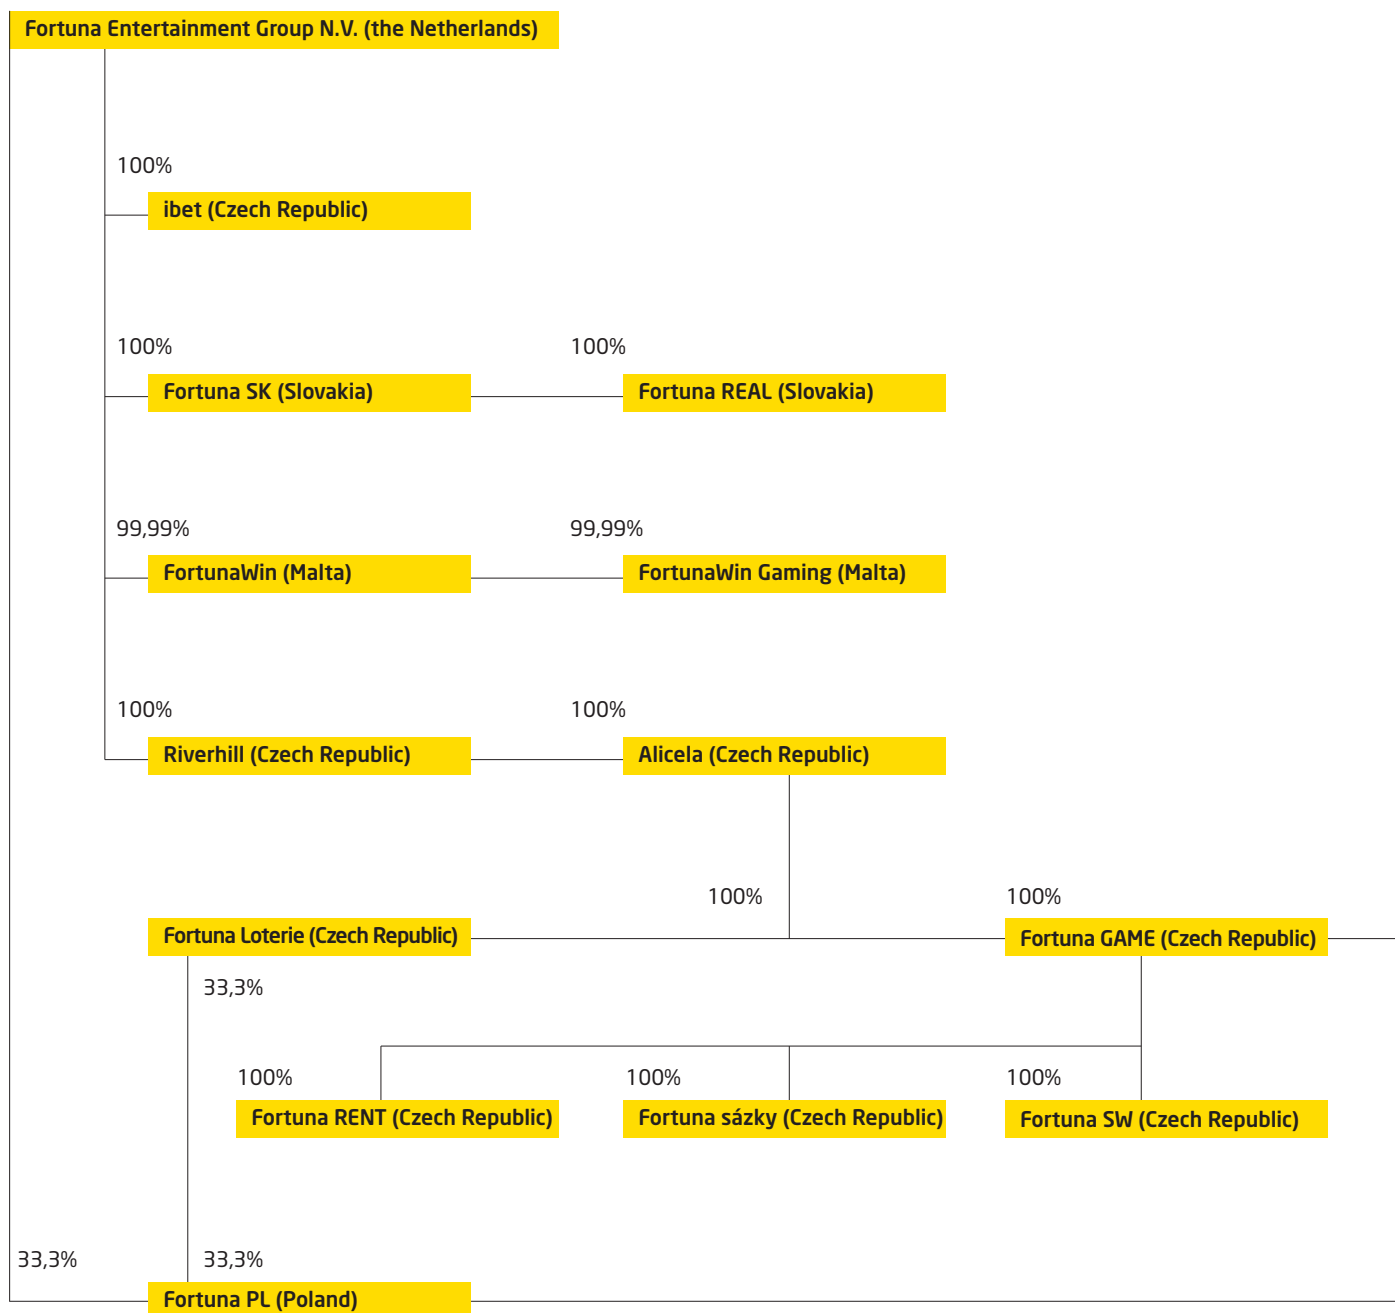 Fortuna Entertainment Group N.V. (the Netherlands)
100%
ibet (Czech Republic)
100%
100%
Fortuna SK (Slovakia)
Fortuna REAL (Slovakia)
99,99%
99,99%
FortunaWin (Malta)
FortunaWin Gaming (Malta)
100%
100%
Riverhill (Czech Republic)
Alicela (Czech Republic)
100%
100%
Fortuna Loterie (Czech Republic)
Fortuna GAME (Czech Republic)
33,3%
100%
100%
100%
Fortuna RENT (Czech Republic)
Fortuna sázky (Czech Republic)
Fortuna SW (Czech Republic)
33,3%
33,3%
Fortuna PL (Poland)